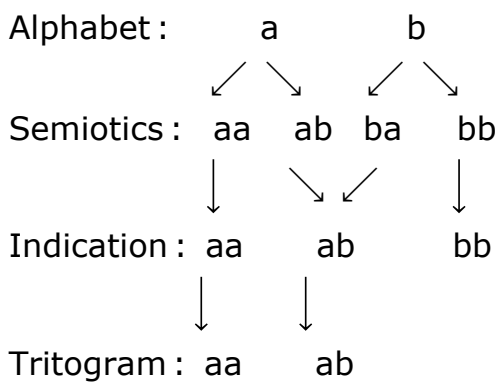 Alphabet : a b
Semiotics : aa ab ba bb
Indication : aa ab bb
Tritogram : aa ab